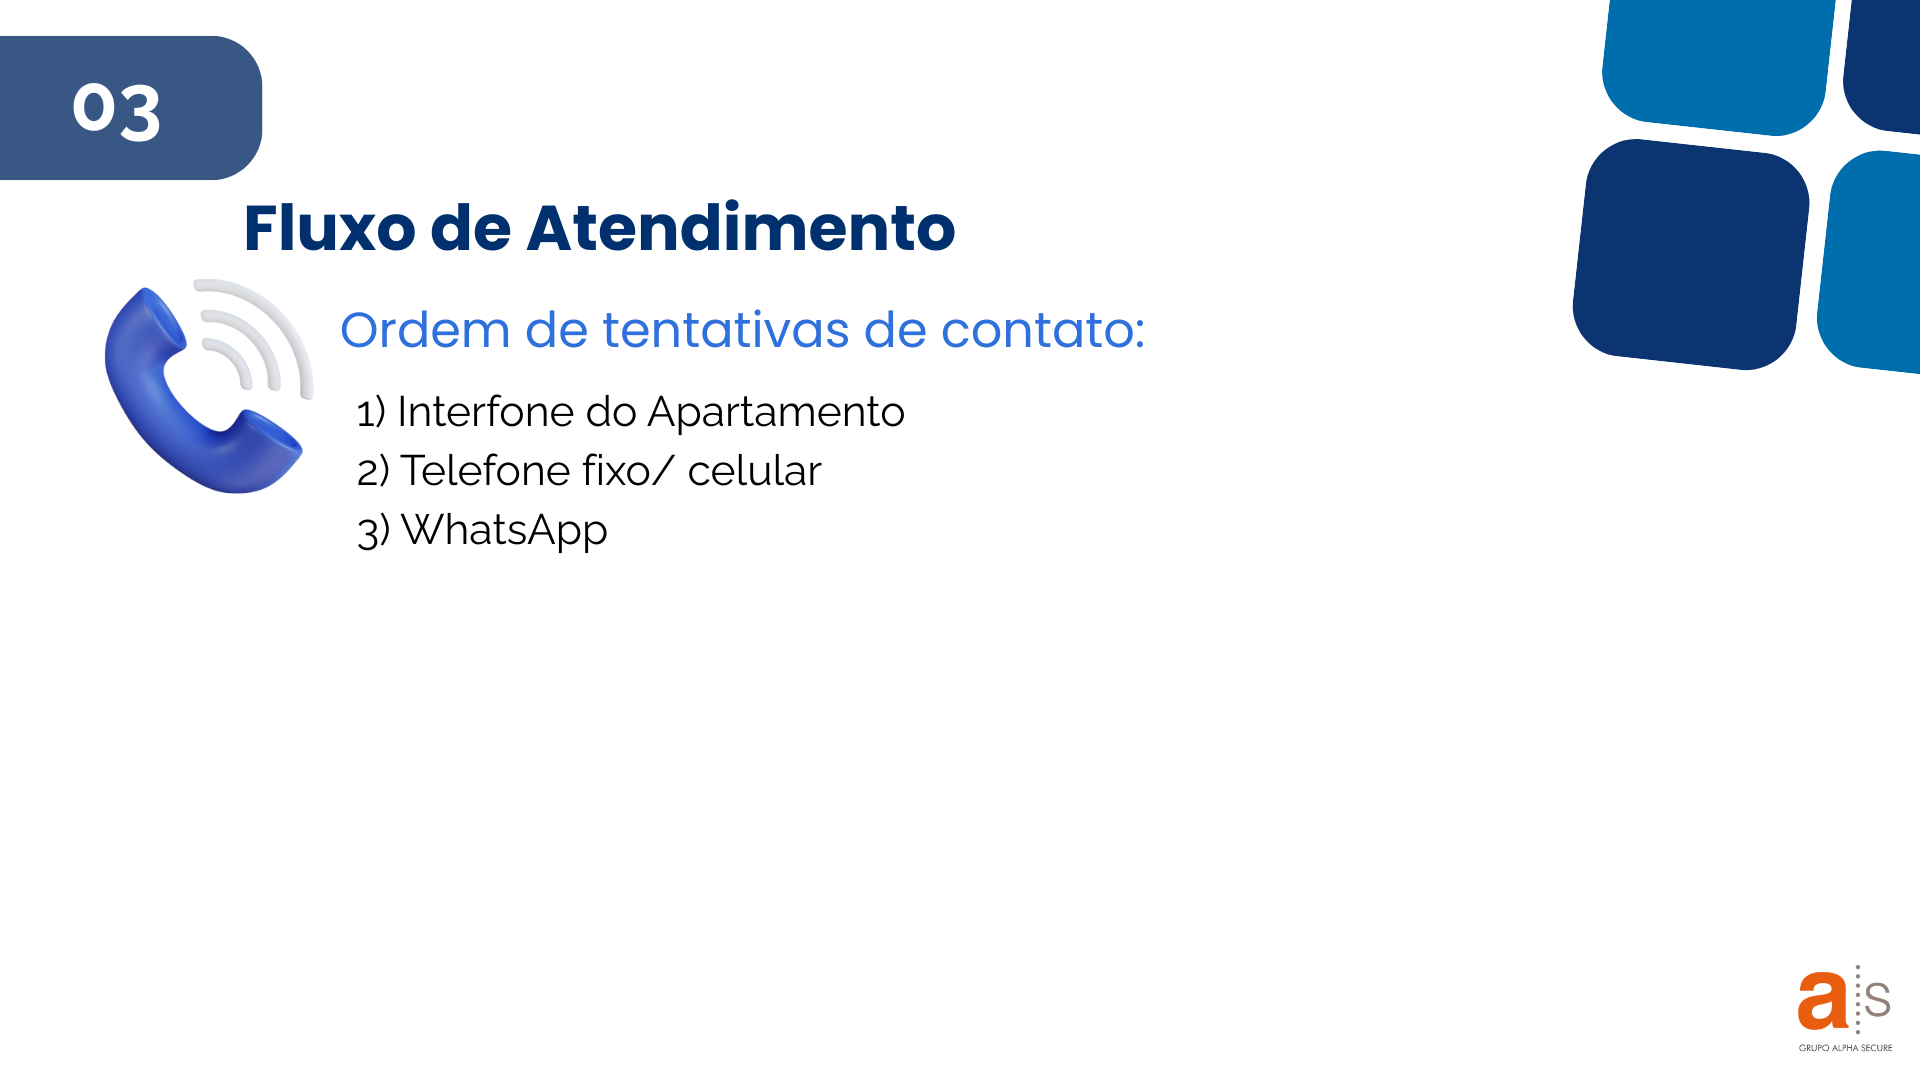 03
Fluxo de Atendimento
Ordem de tentativas de contato:
1) Interfone do Apartamento
2) Telefone fixo/ celular
3) WhatsApp
a s
GRUPO ALPHA SECURE